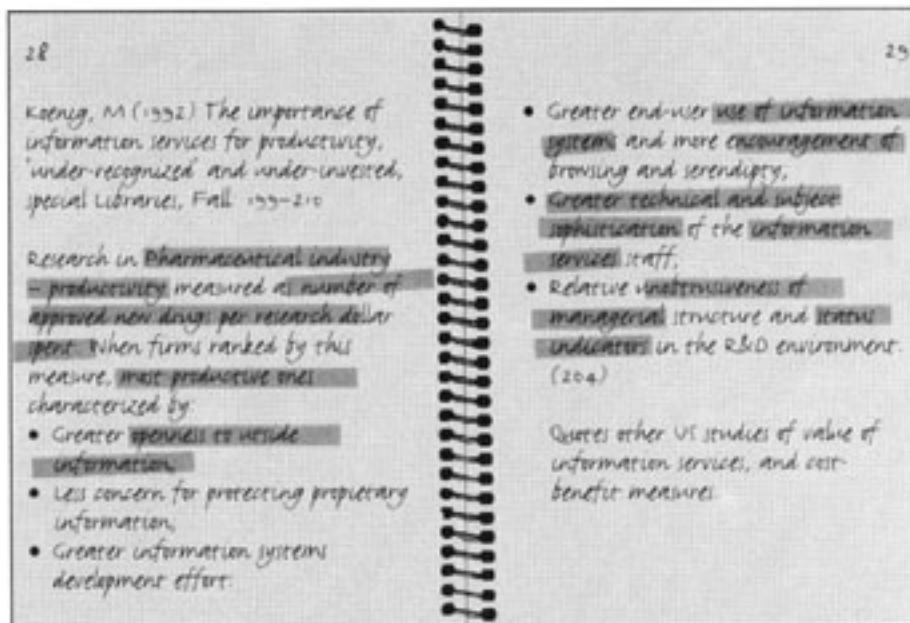 28
Koenig, M (1992) The importance of
information services for productivity,
'under-recognized' and under-invested,
special Libraries, Fall 199-210
Research in Pharmaceutical industry
– productivity measured as number of
approved new drugs per research dollar
spent. When firms ranked by this
measure, most productive ones
characterized by:
• Greater openness to utside
information,
• Less concern for protecting propietary
information,
• Greater information systems
development effort.
29
• Greater end-user use of information
systems and more encouragement of
browsing and serendipty,
• Greater technical and subject
sophistication of the information
services staff,
• Relative unobtrusiveness of
managerial structure and status
indicators in the R&D environment.
(204)
Quotes other US studies of value of
information services, and cost-
benefit measures.